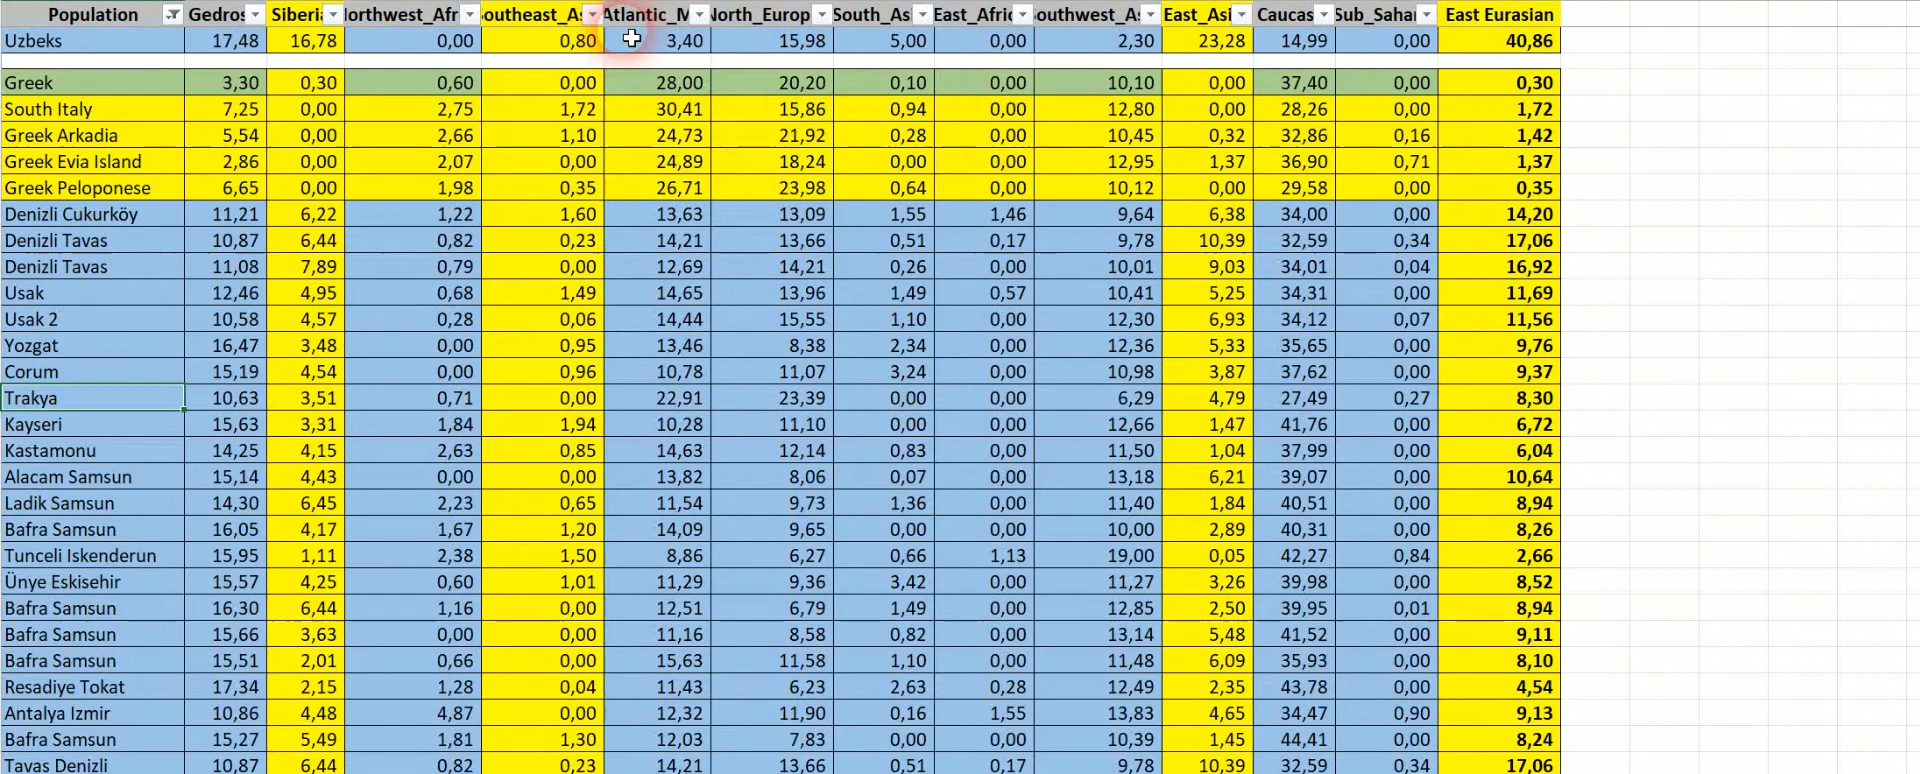 Population Gedros Siberia Northwest_Afr Southeast_As Atlantic_M North_Europ South_Asi East_Afric Southwest_As East_Asi Caucas Sub_Sahar East Eurasian
Uzbeks 17,48 16,78 0,00 0,80 3,40 15,98 5,00 2,30 23,28 14,99 0,00 40,86
Greek 3,30 0,30 0,60 0,00 28,00 20,20 0,10 0,00 10,10 0,00 37,40 0,00 0,30
South Italy 7,25 0,00 2,75 1,72 30,41 15,86 0,94 0,00 12,80 0,00 28,26 0,00 1,72
Greek Arkadia 5,54 0,00 2,66 1,10 24,73 21,92 0,28 0,00 10,45 0,32 32,86 0,16 1,42
Greek Evia Island 2,86 0,00 2,07 0,00 24,89 18,24 0,00 0,00 12,95 1,37 36,90 0,71 1,37
Greek Peloponese 6,65 0,00 1,98 0,35 26,71 23,98 0,64 0,00 10,12 0,00 29,58 0,00 0,35
Denizli Cukurköy 11,21 6,22 1,22 1,60 13,63 13,09 1,55 1,46 9,64 6,38 34,00 0,00 14,20
Denizli Tavas 10,87 6,44 0,82 0,23 14,21 13,66 0,51 0,17 9,78 10,39 32,59 0,34 17,06
Denizli Tavas 11,08 7,89 0,79 0,00 12,69 14,21 0,26 0,00 10,01 9,03 34,01 0,04 16,92
Usak 12,46 4,95 0,68 1,49 14,65 13,96 1,49 0,57 10,41 5,25 34,31 0,00 11,69
Usak 2 10,58 4,57 0,28 0,06 14,44 15,55 1,10 0,00 12,30 6,93 34,12 0,07 11,56
Yozgat 16,47 3,48 0,00 0,95 13,46 8,38 2,34 0,00 12,36 5,33 35,65 0,00 9,76
Corum 15,19 4,54 0,00 0,96 10,78 11,07 3,24 0,00 10,98 3,87 37,62 0,00 9,37
Trakya 10,63 3,51 0,71 0,00 22,91 23,39 0,00 0,00 6,29 4,79 27,49 0,27 8,30
Kayseri 15,63 3,31 1,84 1,94 10,28 11,10 0,00 0,00 12,66 1,47 41,76 0,00 6,72
Kastamonu 14,25 4,15 2,63 0,85 14,63 12,14 0,83 0,00 11,50 1,04 37,99 0,00 6,04
Alacam Samsun 15,14 4,43 0,00 0,00 13,82 8,06 0,07 0,00 13,18 6,21 39,07 0,00 10,64
Ladik Samsun 14,30 6,45 2,23 0,65 11,54 9,73 1,36 0,00 11,40 1,84 40,51 0,00 8,94
Bafra Samsun 16,05 4,17 1,67 1,20 14,09 9,65 0,00 0,00 10,00 2,89 40,31 0,00 8,26
Tunceli Iskenderun 15,95 1,11 2,38 1,50 8,86 6,27 0,66 1,13 19,00 0,05 42,27 0,84 2,66
Ünye Eskisehir 15,57 4,25 0,60 1,01 11,29 9,36 3,42 0,00 11,27 3,26 39,98 0,00 8,52
Bafra Samsun 16,30 6,44 1,16 0,00 12,51 6,79 1,49 0,00 12,85 2,50 39,95 0,01 8,94
Bafra Samsun 15,66 3,63 0,00 0,00 11,16 8,58 0,82 0,00 13,14 5,48 41,52 0,00 9,11
Bafra Samsun 15,51 2,01 0,66 0,00 15,63 11,58 1,10 0,00 11,48 6,09 35,93 0,00 8,10
Resadiye Tokat 17,34 2,15 1,28 0,04 11,43 6,23 2,63 0,28 12,49 2,35 43,78 0,00 4,54
Antalya Izmir 10,86 4,48 4,87 0,00 12,32 11,90 0,16 1,55 13,83 4,65 34,47 0,90 9,13
Bafra Samsun 15,27 5,49 1,81 1,30 12,03 7,83 0,00 0,00 10,39 1,45 44,41 0,00 8,24
Tavas Denizli 10,87 6,44 0,82 0,23 14,21 13,66 0,51 0,17 9,78 10,39 32,59 0,34 17,06